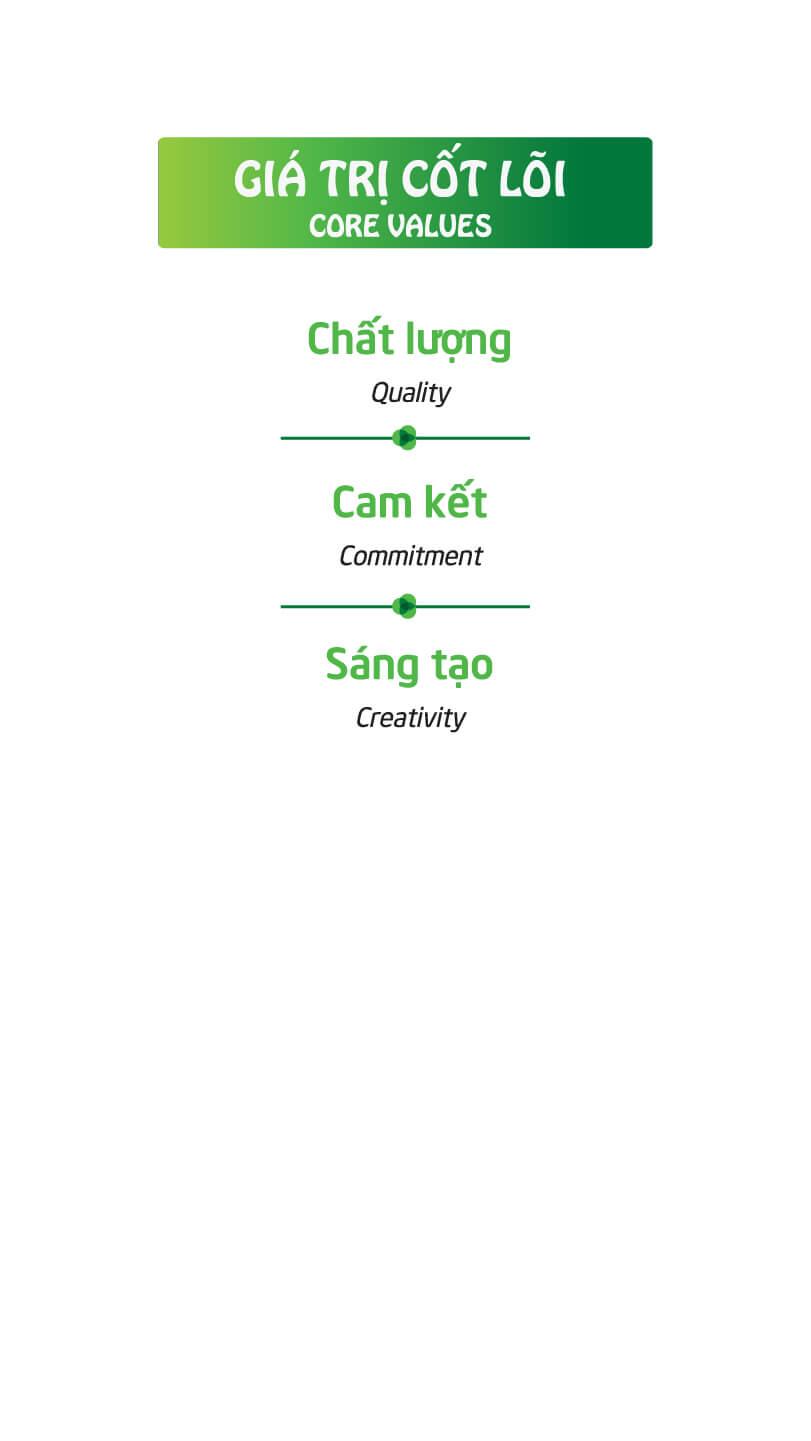 GIÁ TRỊ CỐT LÕI
CORE VALUES
Chất lượng
Quality
Cam kết
Commitment
Sáng tạo
Creativity